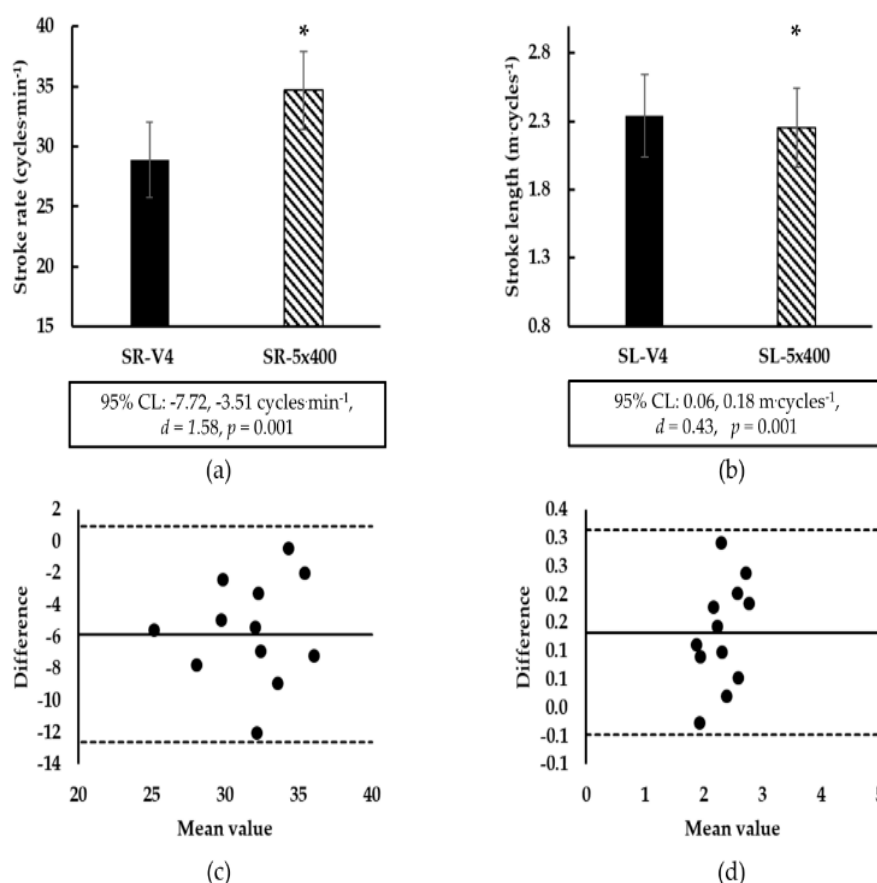 Stroke rate (cycles·min⁻¹)
40
35
30
25
20
15
*
SR-V4 SR-5x400
95% CL: -7.72, -3.51 cycles·min⁻¹,
d = 1.58, p = 0.001
(a)
Stroke length (m·cycles⁻¹)
2.8
2.3
1.8
1.3
0.8
*
SL-V4 SL-5x400
95% CL: 0.06, 0.18 m·cycles⁻¹,
d = 0.43, p = 0.001
(b)
Difference
2
0
-2
-4
-6
-8
-10
-12
-14
20 25 30 35 40
Mean value
(c)
Difference
0.4
0.3
0.3
0.2
0.2
0.1
0.1
0.0
-0.1
-0.1
0 1 2 3 4 5
Mean value
(d)